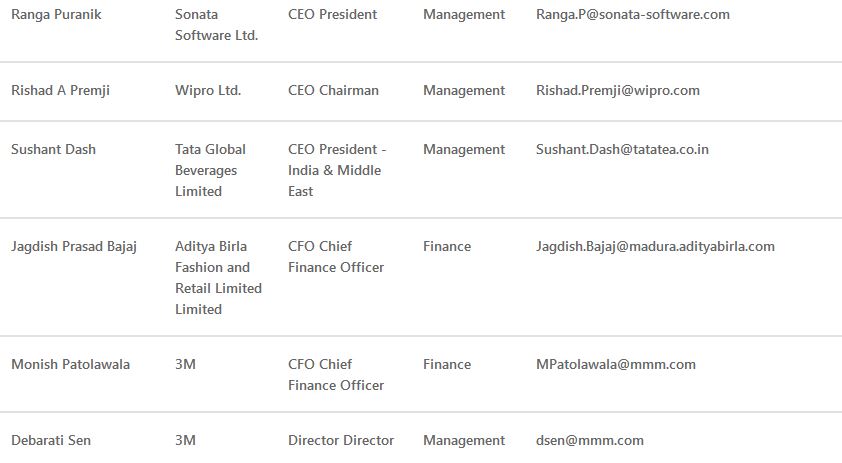 Ranga Puranik Sonata CEO President Management Ranga.P@sonata-software.com
Software Ltd.
Rishad A Premji Wipro Ltd. CEO Chairman Management Rishad.Premji@wipro.com
Sushant Dash Tata Global CEO President - Management Sushant.Dash@tatatea.co.in
Beverages India & Middle
Limited East
Jagdish Prasad Bajaj Aditya Birla CFO Chief Finance Jagdish.Bajaj@madura.adityabirla.com
Fashion and Finance Officer
Retail Limited
Limited
Monish Patolawala 3M CFO Chief Finance MPatolawala@mmm.com
Finance Officer
Debarati Sen 3M Director Director Management dsen@mmm.com